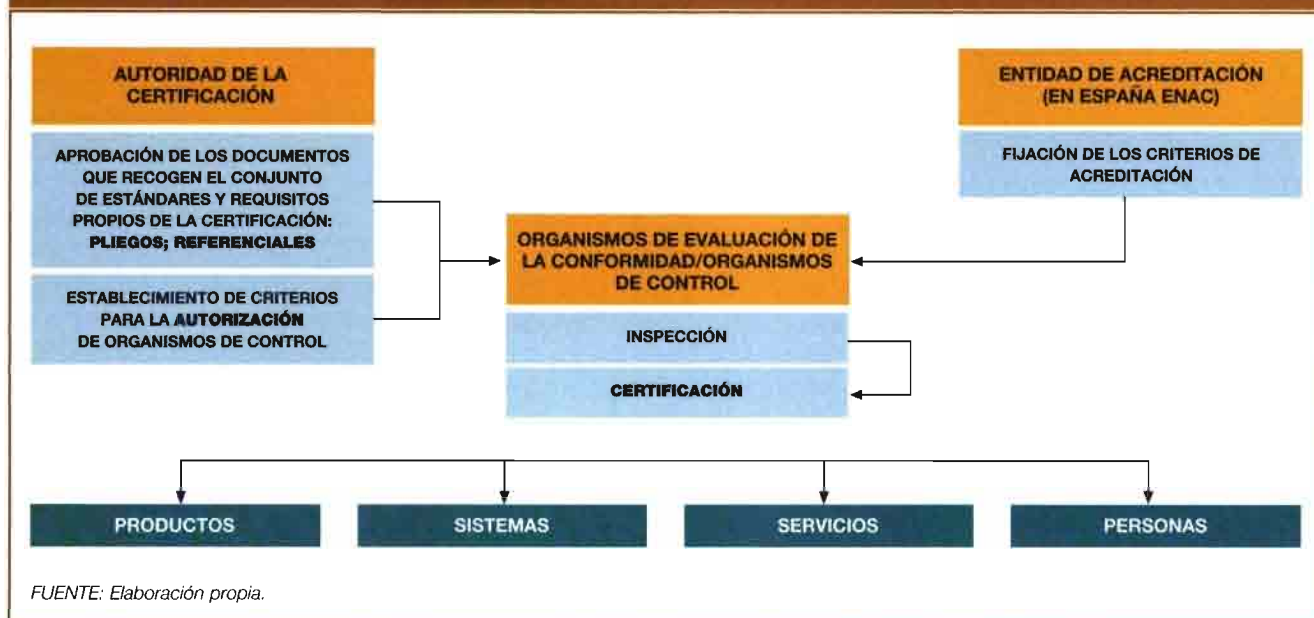 AUTORIDAD DE LA
CERTIFICACIÓN
APROBACIÓN DE LOS DOCUMENTOS
QUE RECOGEN EL CONJUNTO
DE ESTÁNDARES Y REQUISITOS
PROPIOS DE LA CERTIFICACIÓN:
PLIEGOS; REFERENCIALES
ESTABLECIMIENTO DE CRITERIOS
PARA LA AUTORIZACIÓN
DE ORGANISMOS DE CONTROL
ENTIDAD DE ACREDITACIÓN
(EN ESPAÑA ENAC)
FIJACIÓN DE LOS CRITERIOS DE
ACREDITACIÓN
ORGANISMOS DE EVALUACIÓN DE
LA CONFORMIDAD/ORGANISMOS
DE CONTROL
INSPECCIÓN
CERTIFICACIÓN
PRODUCTOS
SISTEMAS
SERVICIOS
PERSONAS
FUENTE: Elaboración propia.